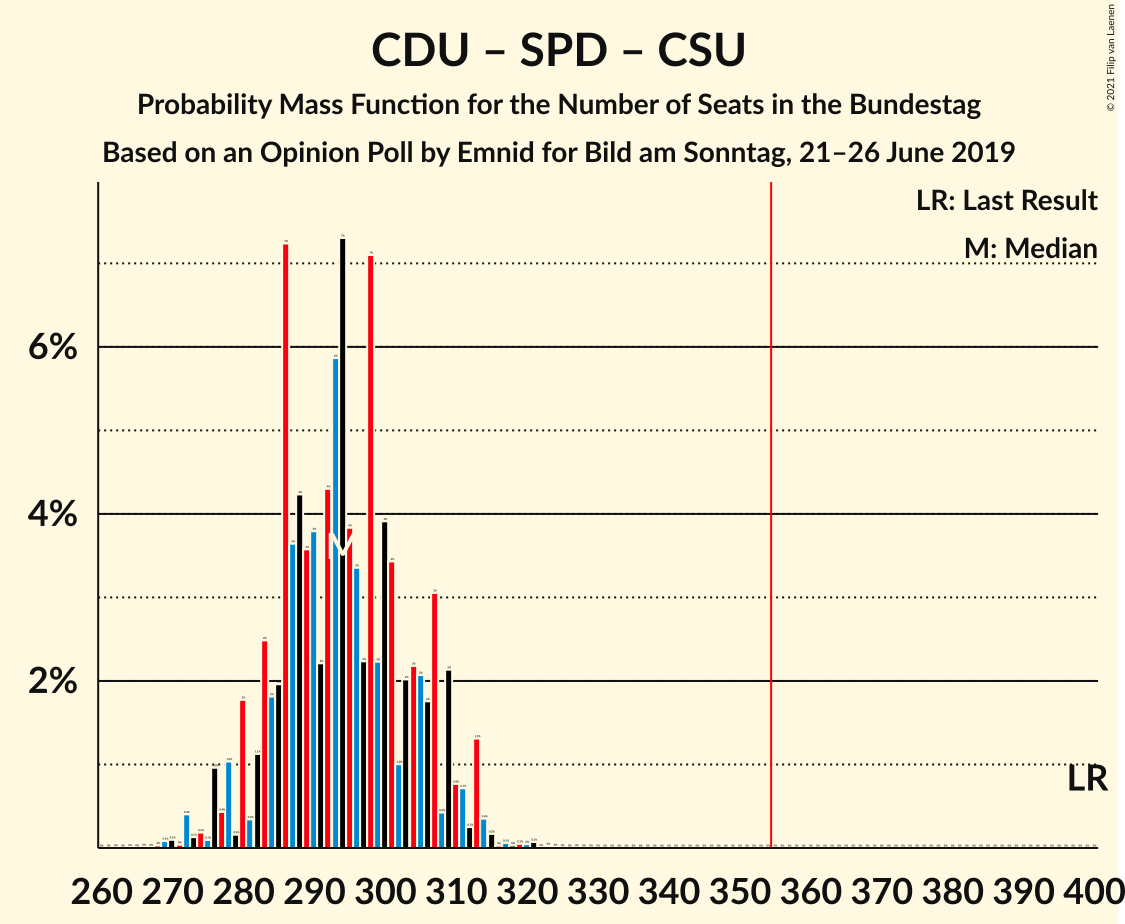 CDU – SPD – CSU
Probability Mass Function for the Number of Seats in the Bundestag
Based on an Opinion Poll by Emnid for Bild am Sonntag, 21–26 June 2019
© 2021 Filip van Laenen
LR: Last Result
M: Median
6%
4%
2%
M
LR
260 270 280 290 300 310 320 330 340 350 360 370 380 390 400